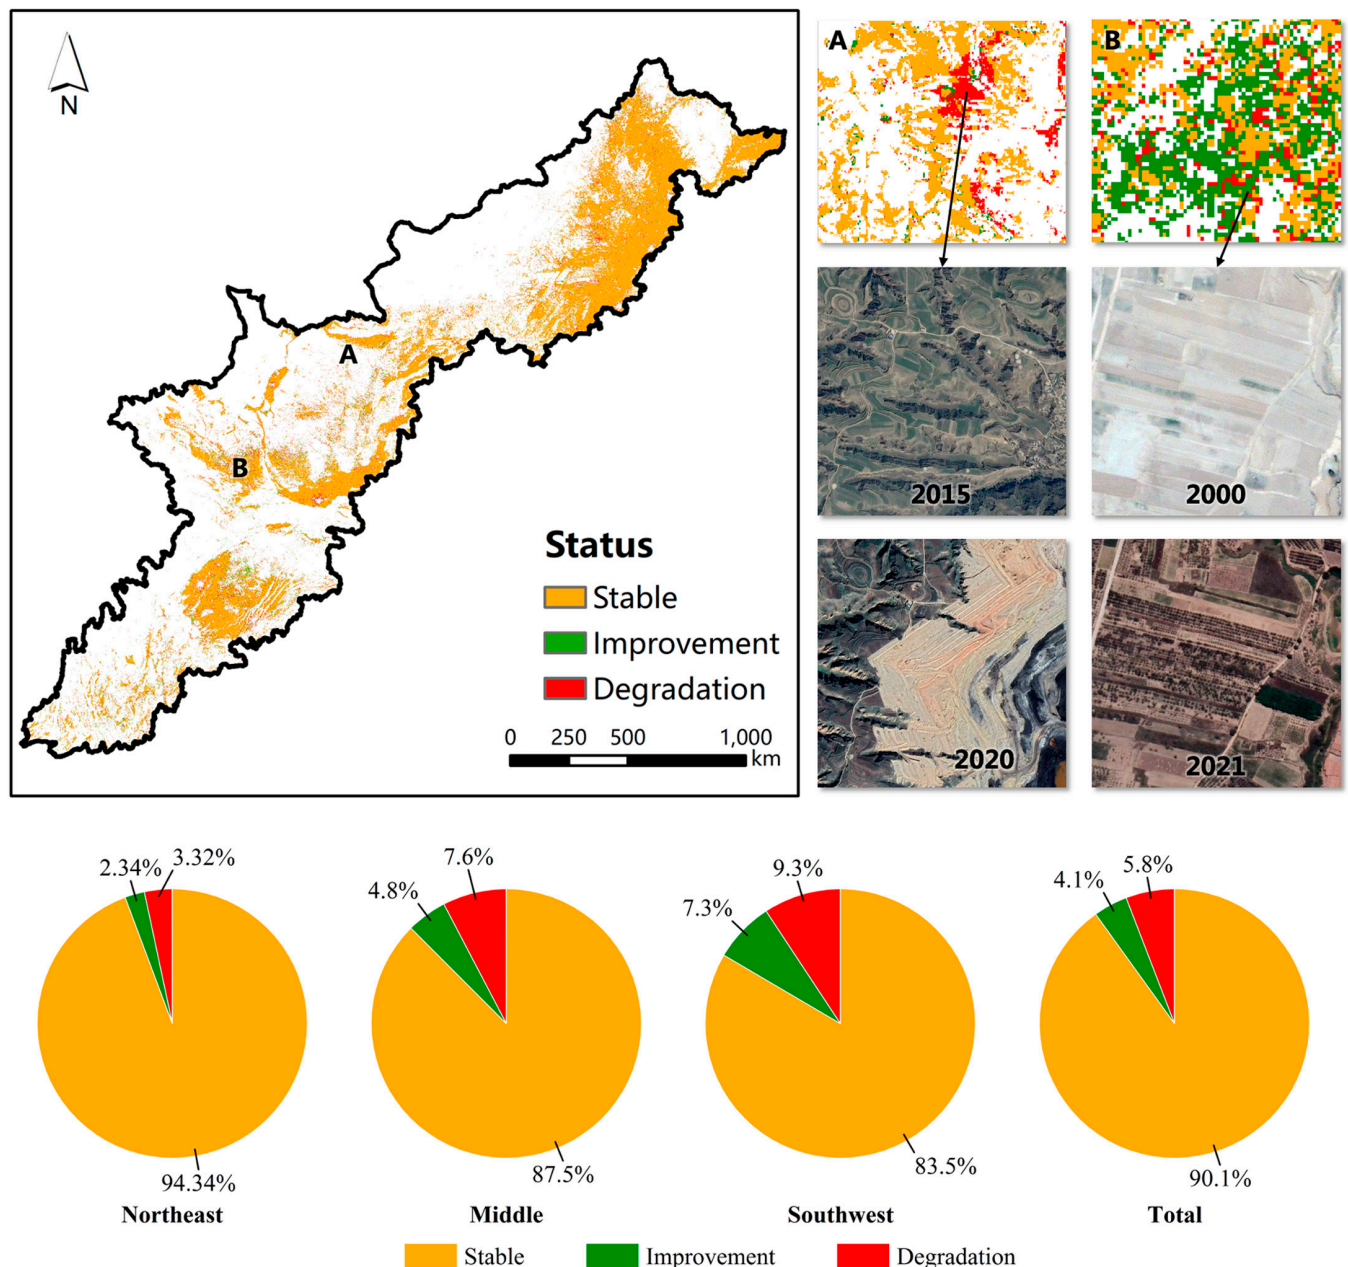 N
A
B
Status
Stable
Improvement
Degradation
0 250 500 1,000
km
A
B
2015
2000
2020
2021
2.34% 3.32%
94.34%
Northeast
4.8% 7.6%
87.5%
Middle
7.3% 9.3%
83.5%
Southwest
4.1% 5.8%
90.1%
Total
Stable Improvement Degradation